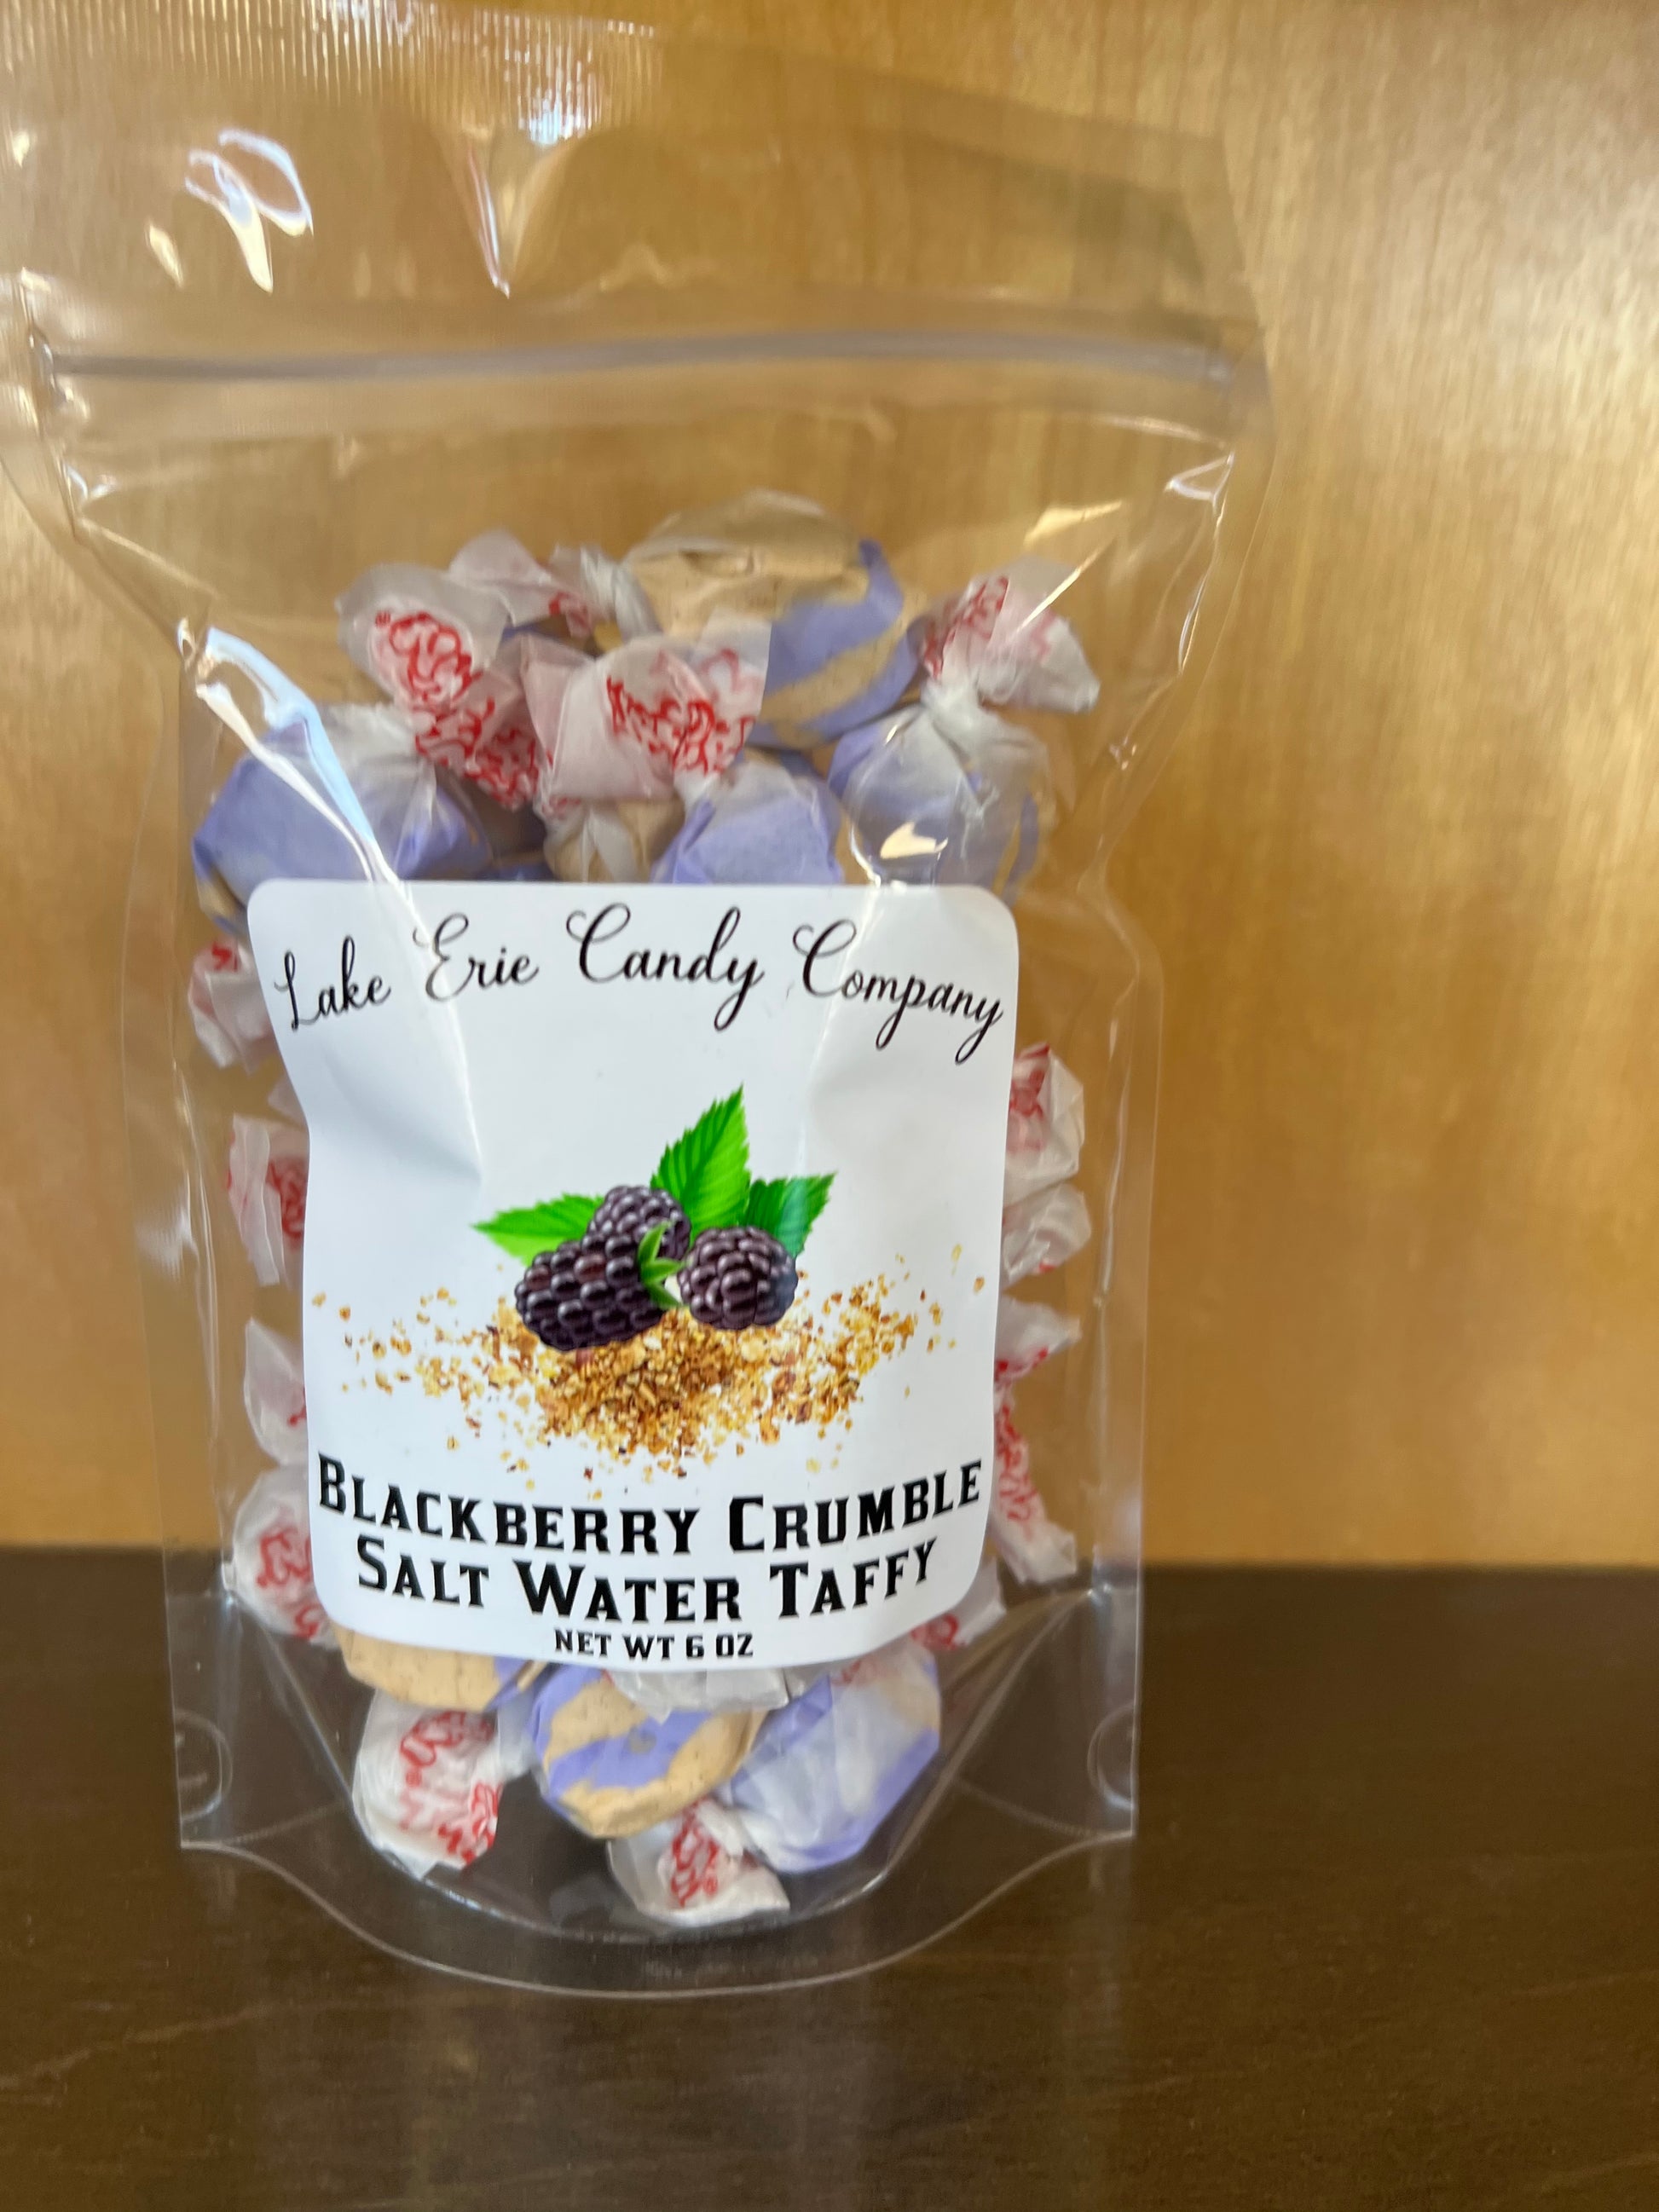 Lake Erie Candy Company
Blackberry Crumble
Salt Water Taffy
NET WT 6 OZ